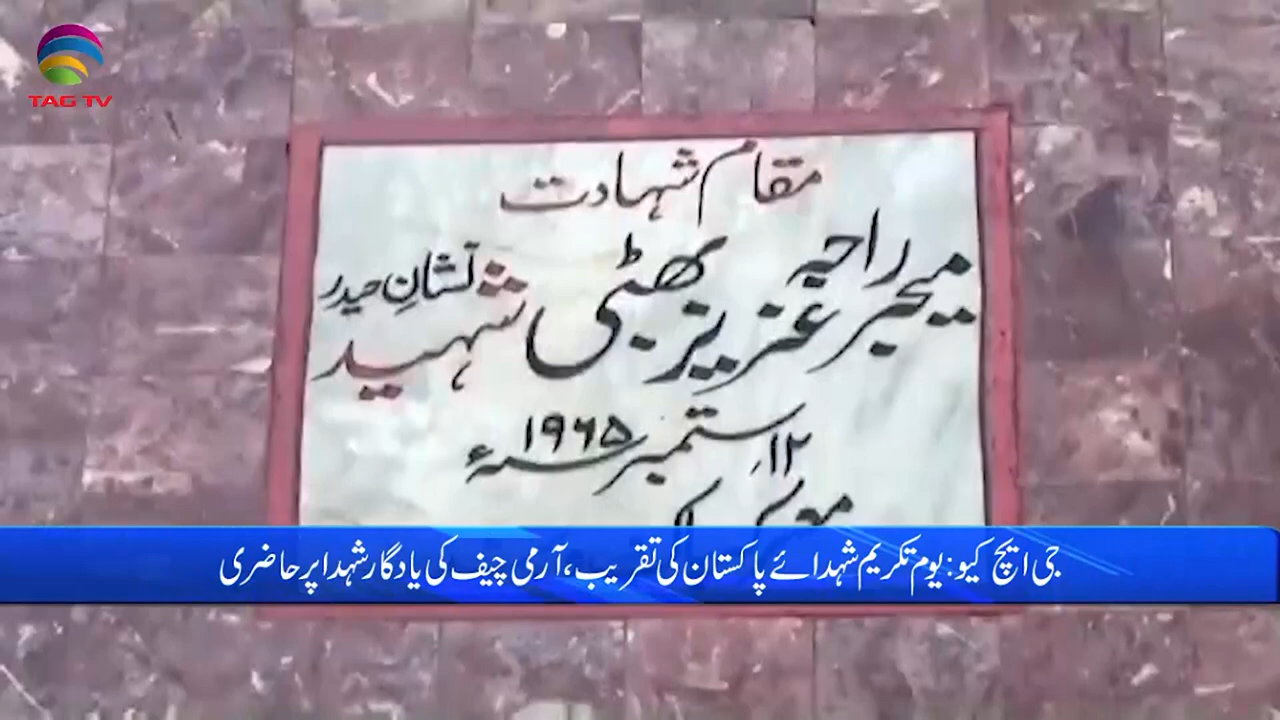 TAG TV
مقام شہادت
میجر راجہ عزیز بھٹی شہید نشانِ حیدر
۱۲ ستمبر ۱۹۶۵ء
جی ایچ کیو: یوم تکریم شہدائے پاکستان کی تقریب، آرمی چیف کی یادگار شہدا پر حاضری